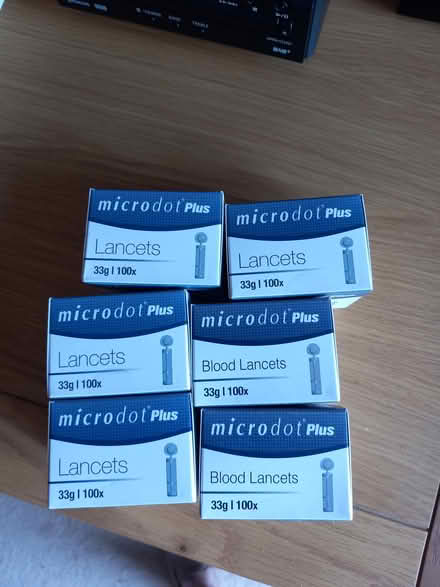 microdot® Plus
Lancets
33g | 100x
microdot® Plus
Lancets
33g | 100x
microdot® Plus
Lancets
33g | 100x
microdot® Plus
Blood Lancets
33g | 100x
microdot® Plus
Lancets
33g | 100x
microdot® Plus
Blood Lancets
33g | 100x